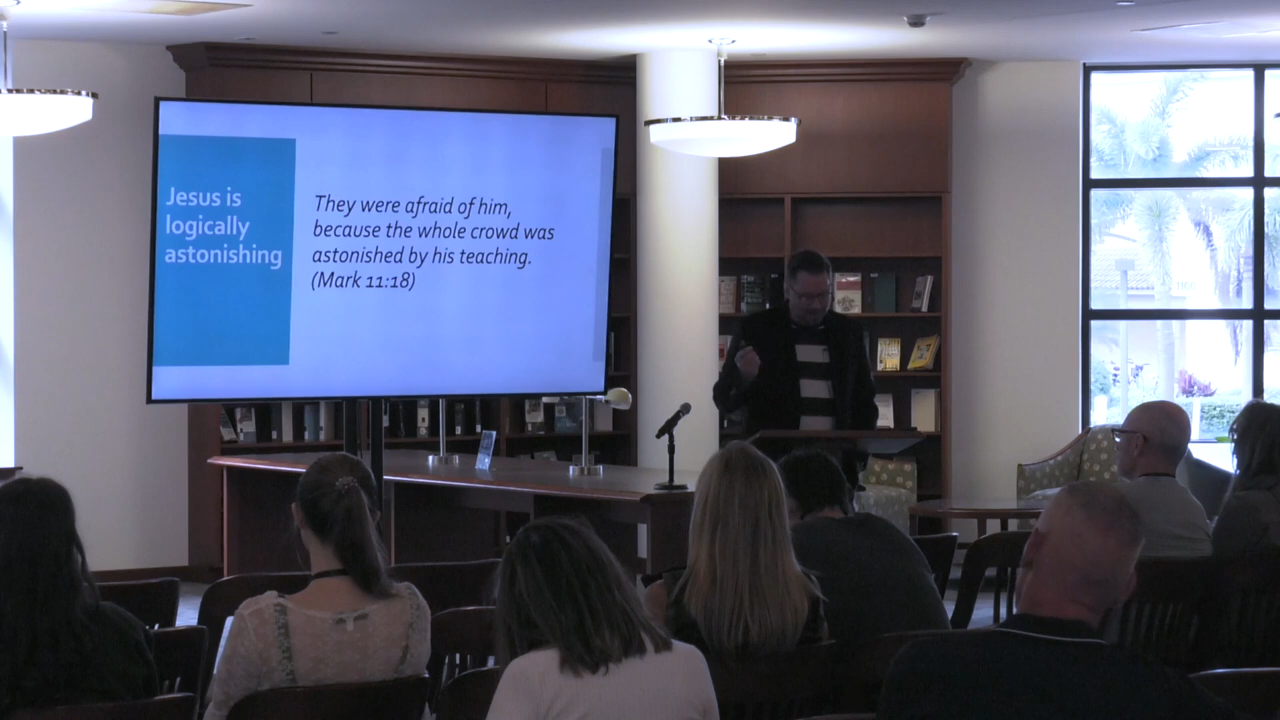 Jesus is
logically
astonishing
They were afraid of him,
because the whole crowd was
astonished by his teaching.
(Mark 11:18)